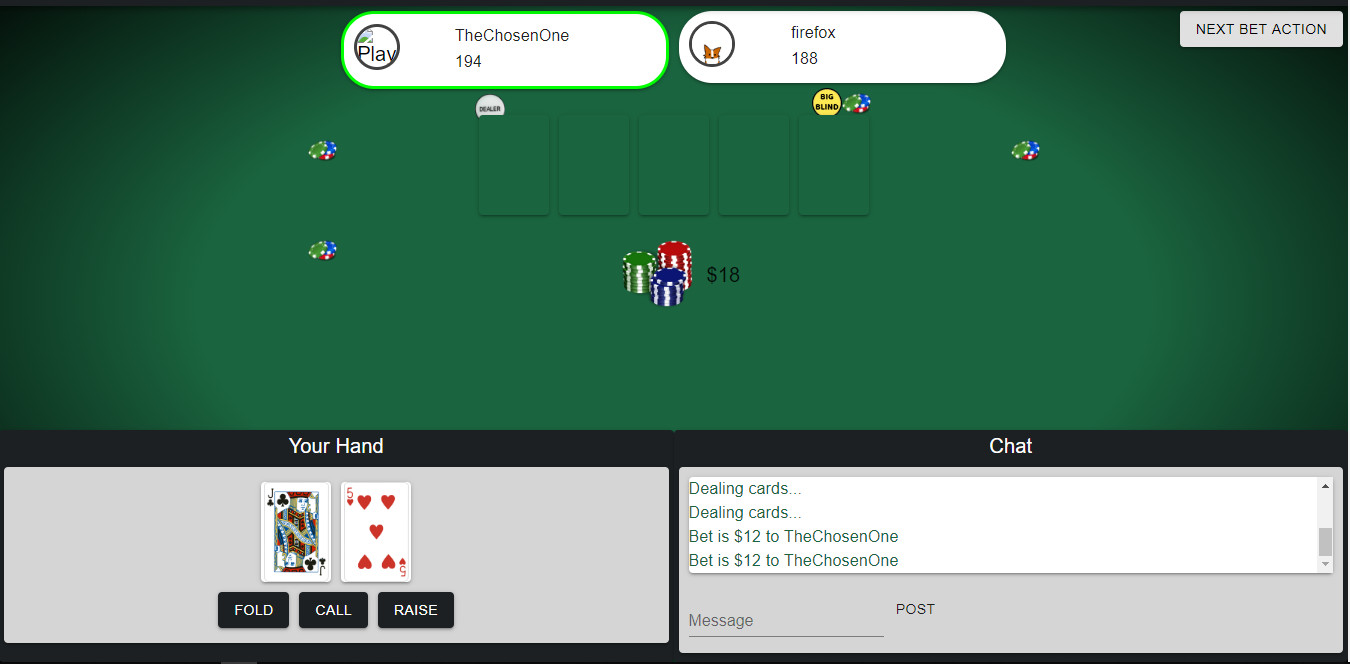 NEXT BET ACTION
Play
TheChosenOne
194
firefox
188
DEALER
BIG
BLIND
$18
Your Hand
Chat
J
J
5
5
FOLD
CALL
RAISE
Dealing cards...
Dealing cards...
Bet is $12 to TheChosenOne
Bet is $12 to TheChosenOne
Message
POST